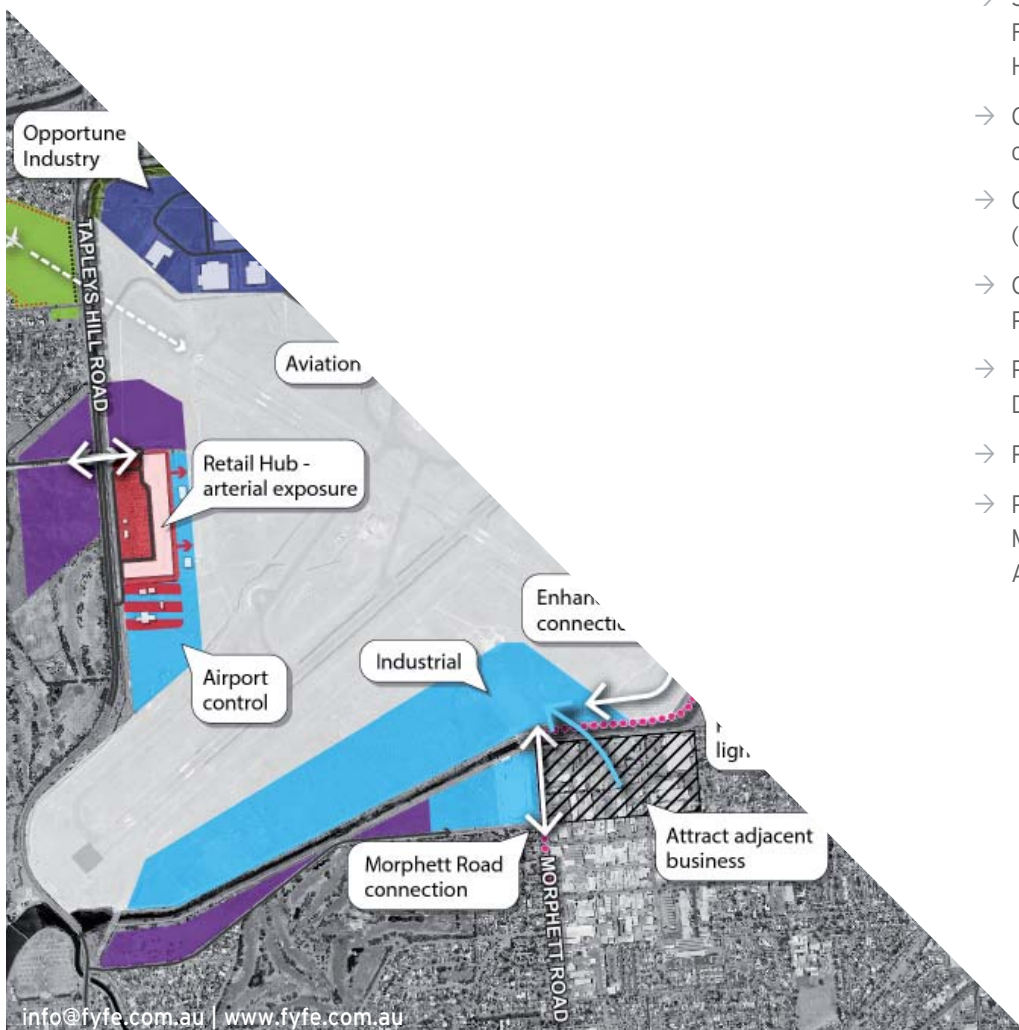 Opportune
Industry
TAPLEYS HILL ROAD
Aviation
Retail Hub -
arterial exposure
Industrial
Airport
control
Morphett Road
connection
Attract adjacent
business
MORPHETT ROAD
info@fyfe.com.au | www.fyfe.com.au